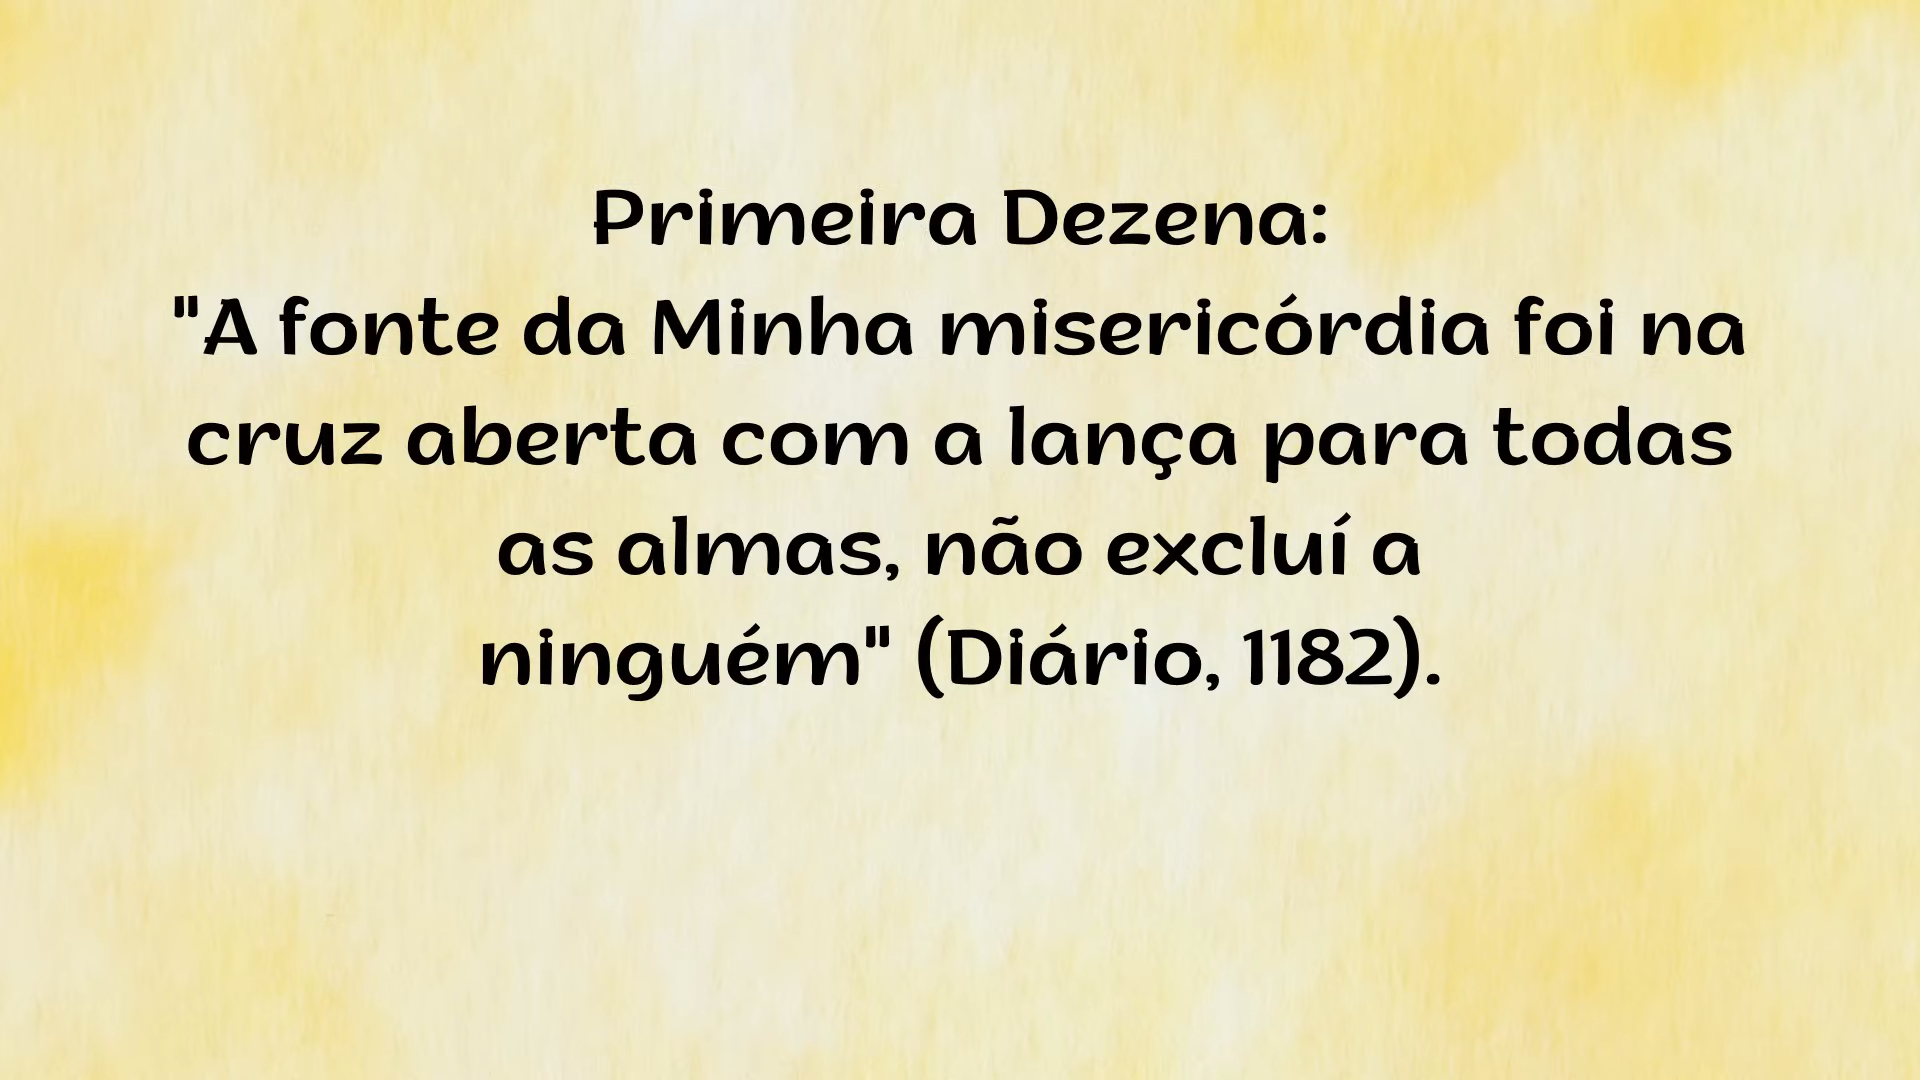 Primeira Dezena:
"A fonte da Minha misericórdia foi na
cruz aberta com a lança para todas
as almas, não excluí a
ninguém" (Diário, 1182).